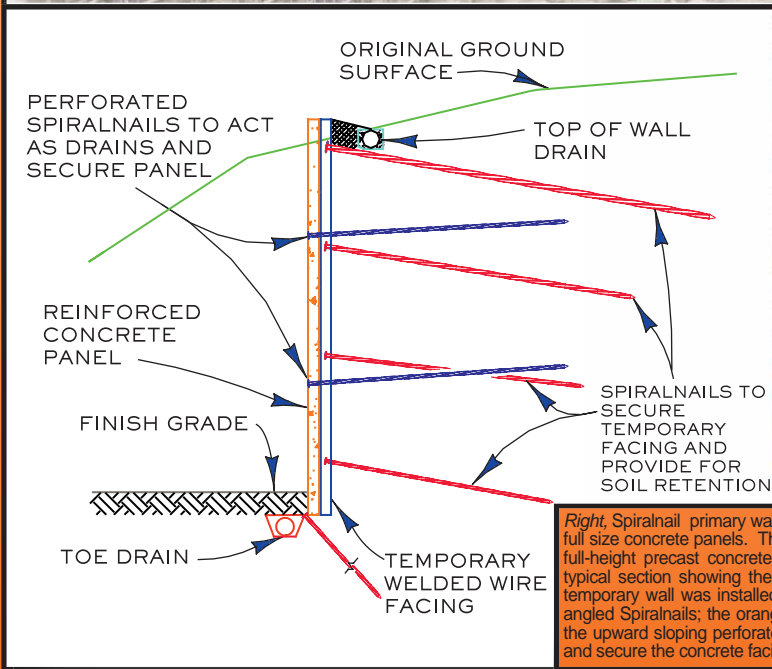 ORIGINAL GROUND
SURFACE
PERFORATED
SPIRALNAILS TO ACT
AS DRAINS AND
SECURE PANEL
TOP OF WALL
DRAIN
REINFORCED
CONCRETE
PANEL
FINISH GRADE
SPIRALNAILS TO
SECURE
TEMPORARY
FACING AND
PROVIDE FOR
SOIL RETENTION
TOE DRAIN
TEMPORARY
WELDED WIRE
FACING
Right, Spiralnail primary wa
full size concrete panels. Th
full-height precast concrete
typical section showing the
temporary wall was installed
angled Spiralnails; the orang
the upward sloping perforate
and secure the concrete faci